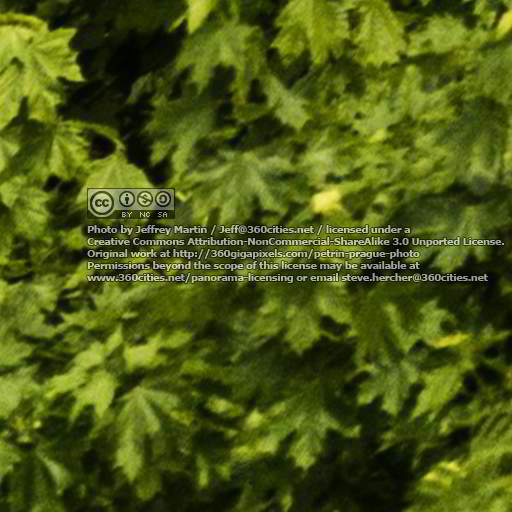 cc
BY NC SA
Photo by Jeffrey Martin / Jeff@360cities.net / licensed under a
Creative Commons Attribution-NonCommercial-ShareAlike 3.0 Unported License.
Original work at http://360gigapixels.com/petrin-prague-photo
Permissions beyond the scope of this license may be available at
www.360cities.net/panorama-licensing or email steve.hercher@360cities.net